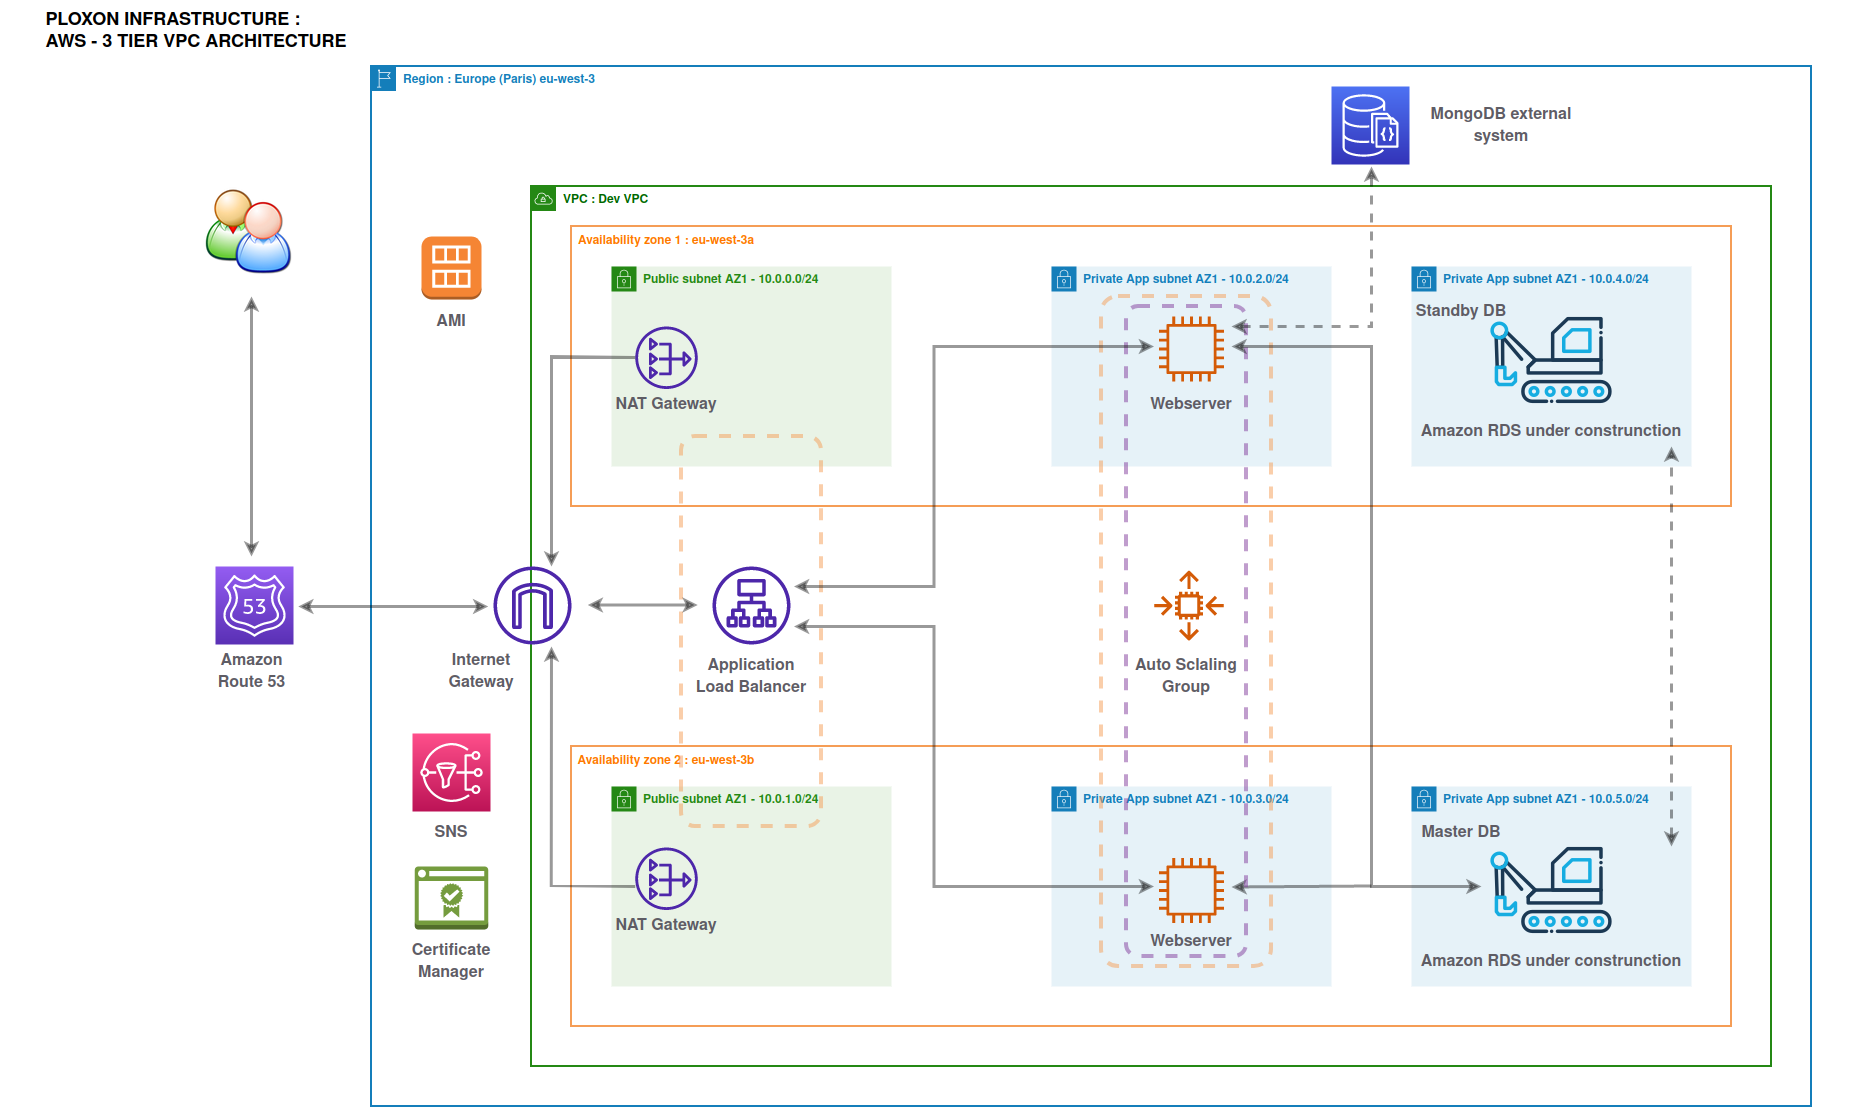 PLOXON INFRASTRUCTURE :
AWS - 3 TIER VPC ARCHITECTURE
Region : Europe (Paris) eu-west-3
MongoDB external
system
VPC : Dev VPC
Availability zone 1 : eu-west-3a
Public subnet AZ1 - 10.0.0.0/24
Private App subnet AZ1 - 10.0.2.0/24
Private App subnet AZ1 - 10.0.4.0/24
Standby DB
AMI
NAT Gateway
Webserver
Amazon RDS under construnction
53
Amazon
Route 53
Internet
Gateway
Application
Load Balancer
Auto Sclaling
Group
Availability zone 2 : eu-west-3b
Public subnet AZ1 - 10.0.1.0/24
Private App subnet AZ1 - 10.0.3.0/24
Private App subnet AZ1 - 10.0.5.0/24
SNS
Master DB
NAT Gateway
Webserver
Amazon RDS under construnction
Certificate
Manager